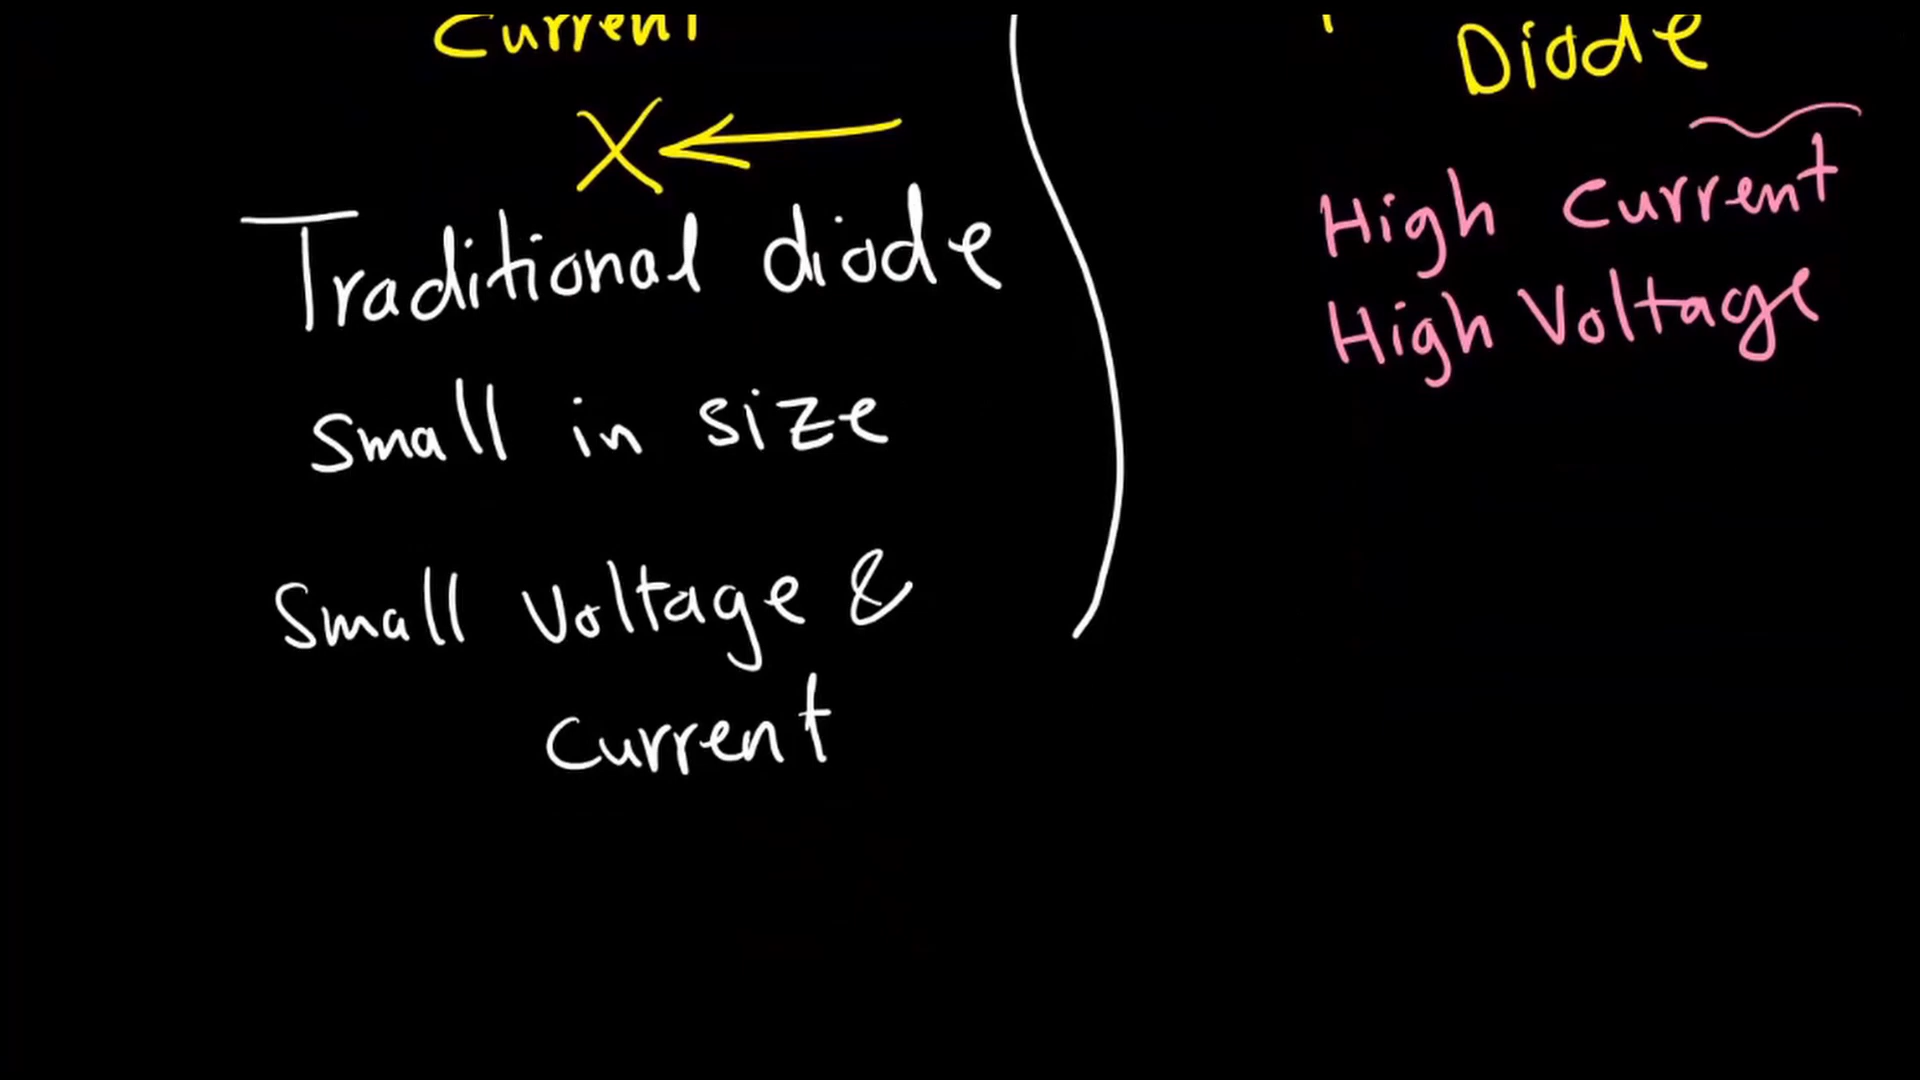 Current
X
Traditional diode
Small in size
Small Voltage &
Current
Diode
High Current
High Voltage